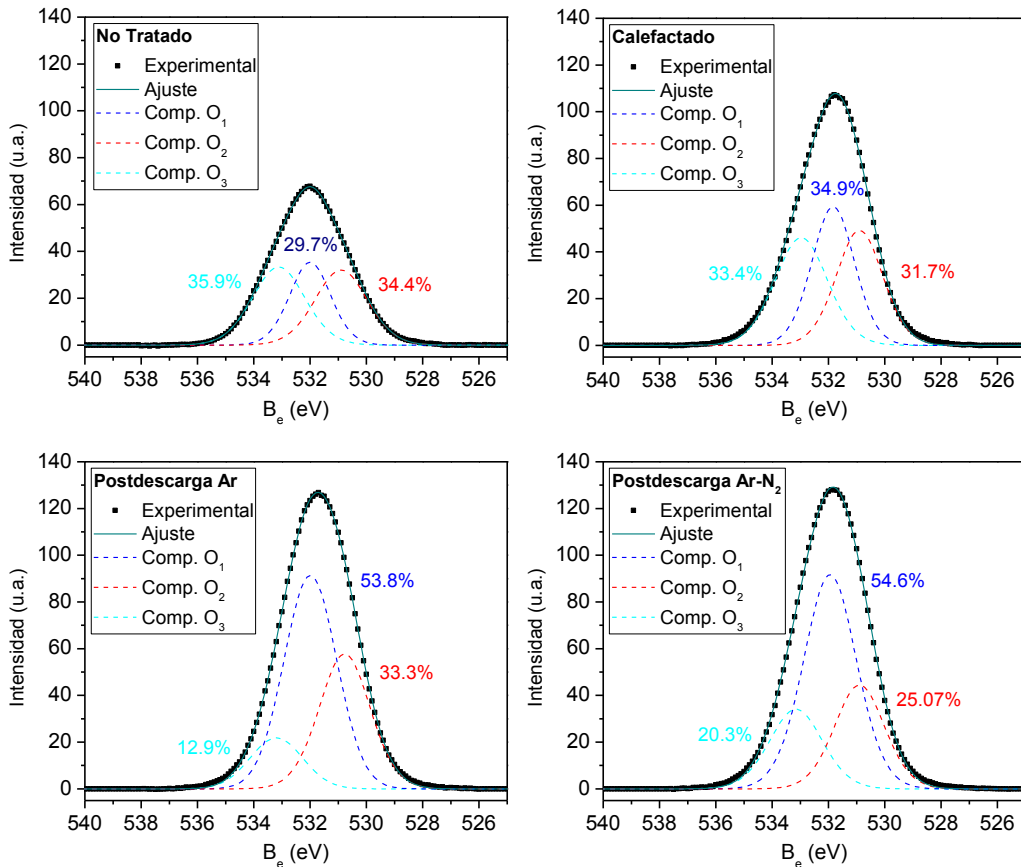 No Tratado
Experimental
Ajuste
Comp. O₁
Comp. O₂
Comp. O₃
29.7%
35.9%
34.4%
140
120
100
80
60
40
20
0
540 538 536 534 532 530 528 526
Intensidad (u.a.)
Bₑ (eV)
Calefactado
Experimental
Ajuste
Comp. O₁
Comp. O₂
Comp. O₃
34.9%
33.4%
31.7%
140
120
100
80
60
40
20
0
540 538 536 534 532 530 528 526
Intensidad (u.a.)
Bₑ (eV)
Postdescarga Ar
Experimental
Ajuste
Comp. O₁
Comp. O₂
Comp. O₃
53.8%
33.3%
12.9%
140
120
100
80
60
40
20
0
540 538 536 534 532 530 528 526
Intensidad (u.a.)
Bₑ (eV)
Postdescarga Ar-N₂
Experimental
Ajuste
Comp. O₁
Comp. O₂
Comp. O₃
54.6%
25.07%
20.3%
140
120
100
80
60
40
20
0
540 538 536 534 532 530 528 526
Intensidad (u.a.)
Bₑ (eV)